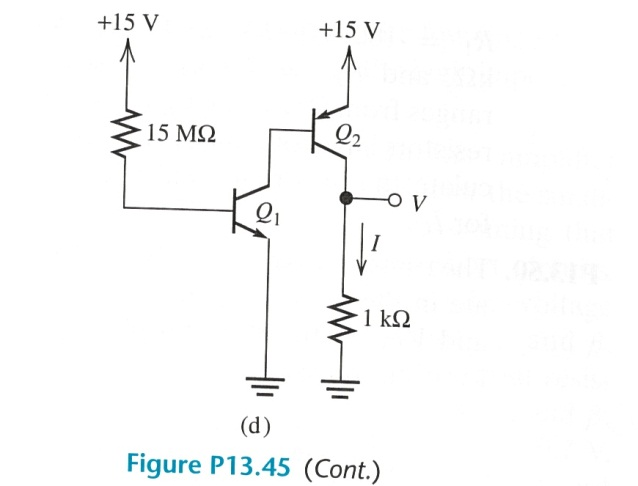 +15 V
+15 V
15 MΩ
Q₂
Q₁
V
I
1 kΩ
(d)
Figure P13.45 (Cont.)